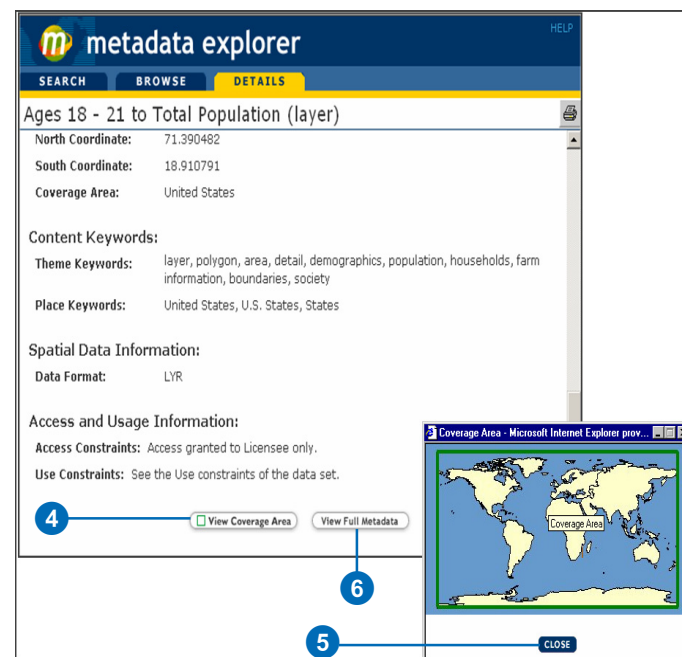 HELP
m metadata explorer
SEARCH BROWSE DETAILS
Ages 18 - 21 to Total Population (layer)
North Coordinate: 71.390482
South Coordinate: 18.910791
Coverage Area: United States
Content Keywords:
Theme Keywords: layer, polygon, area, detail, demographics, population, households, farm
information, boundaries, society
Place Keywords: United States, U.S. States, States
Spatial Data Information:
Data Format: LYR
Access and Usage Information:
Access Constraints: Access granted to Licensee only.
Use Constraints: See the Use constraints of the data set.
4 View Coverage Area View Full Metadata
6
Coverage Area - Microsoft Internet Explorer prov...
Coverage Area
5 CLOSE